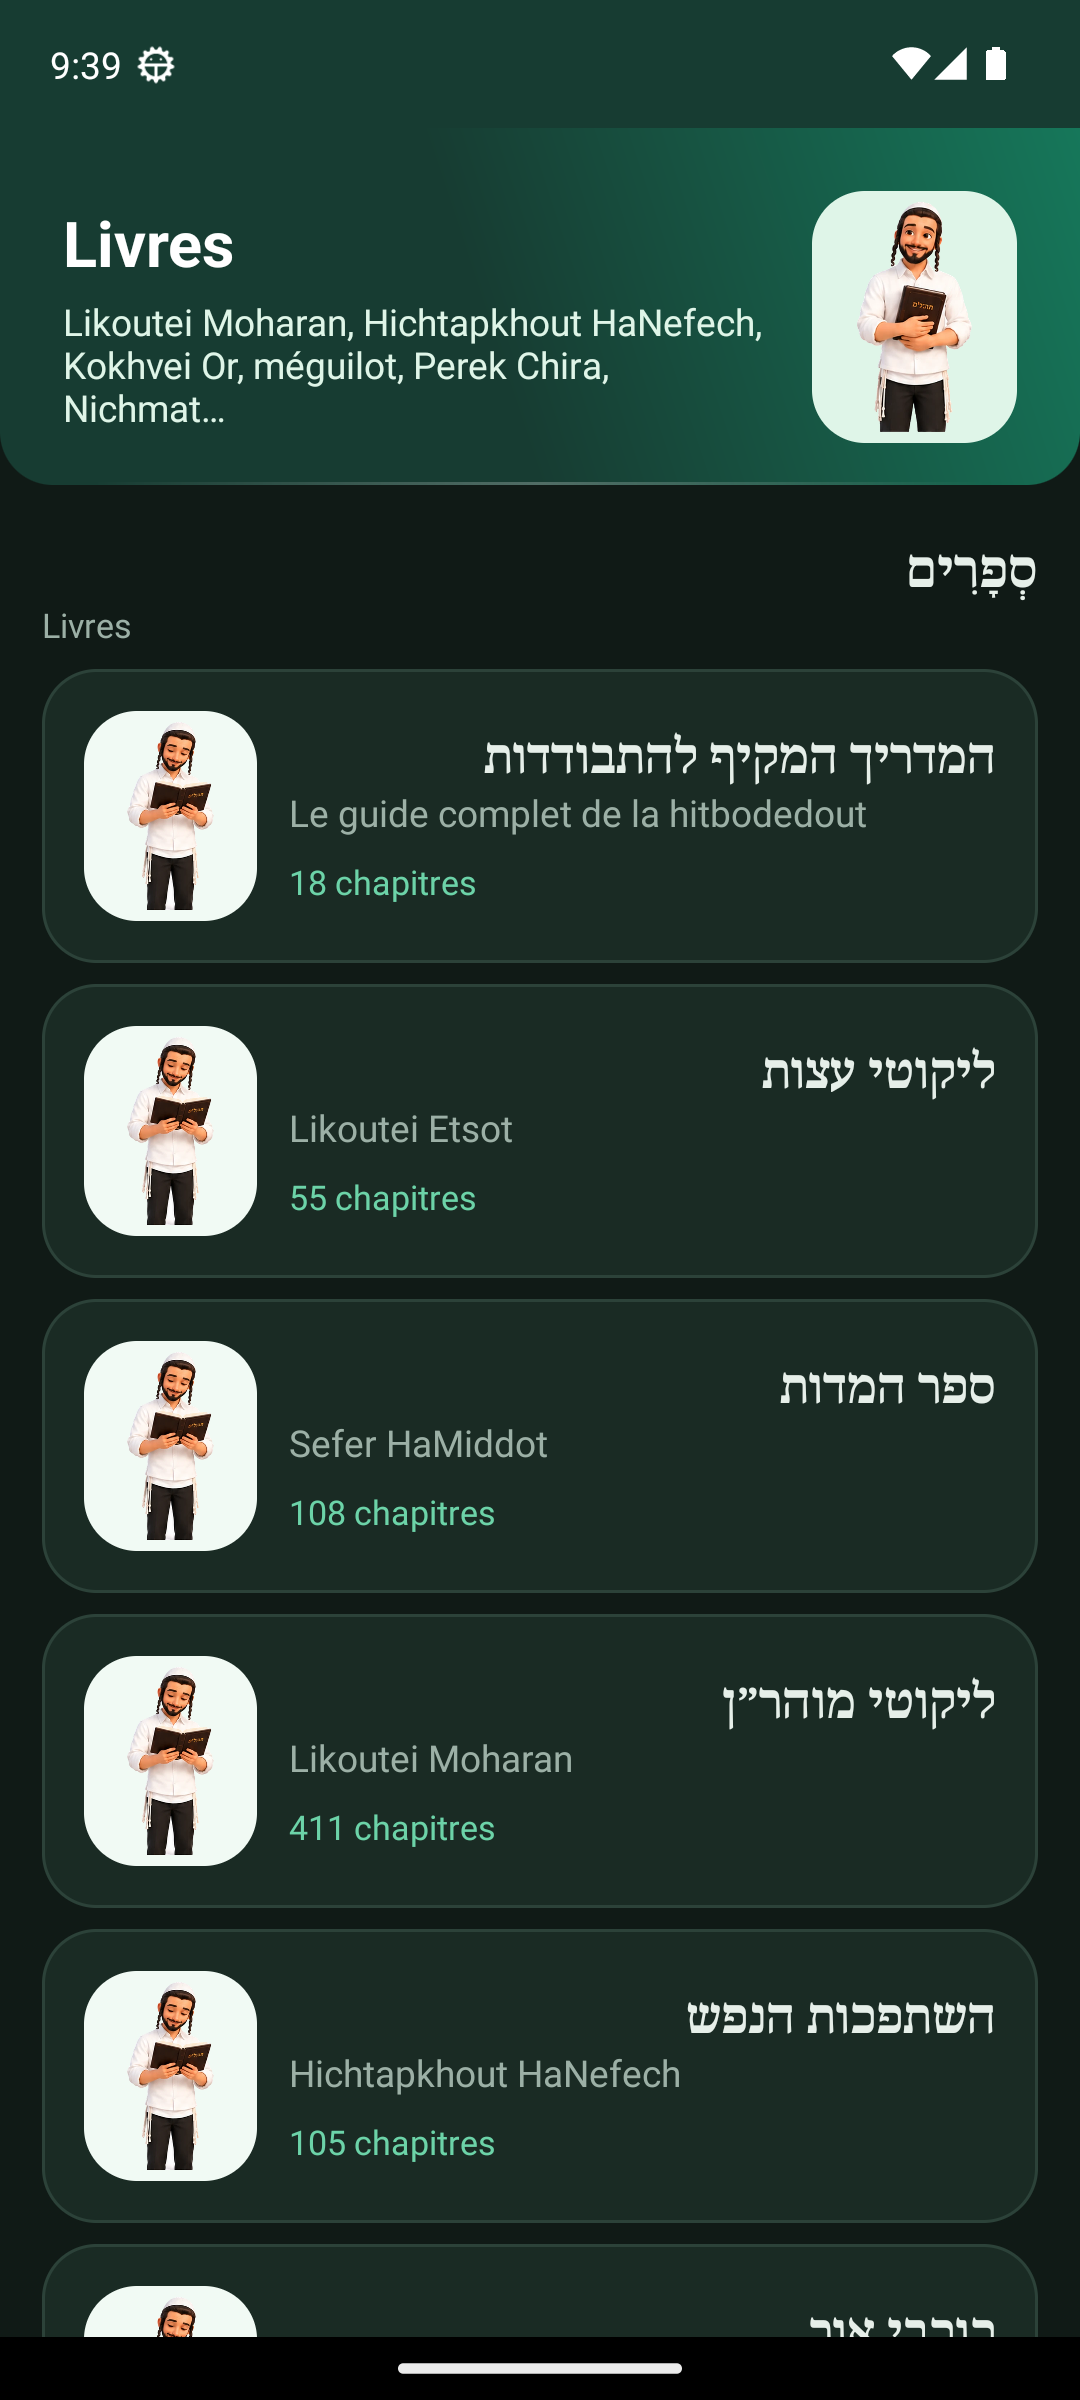 9:39
Livres
Likoutei Moharan, Hichtapkhout HaNefech,
Kokhvei Or, méguilot, Perek Chira,
Nichmat…
סְפָרִים
Livres
המדריך המקיף להתבודדות
Le guide complet de la hitbodedout
18 chapitres
ליקוטי עצות
Likoutei Etsot
55 chapitres
ספר המדות
Sefer HaMiddot
108 chapitres
ליקוטי מוהר״ן
Likoutei Moharan
411 chapitres
השתפכות הנפש
Hichtapkhout HaNefech
105 chapitres
כוכבי אור